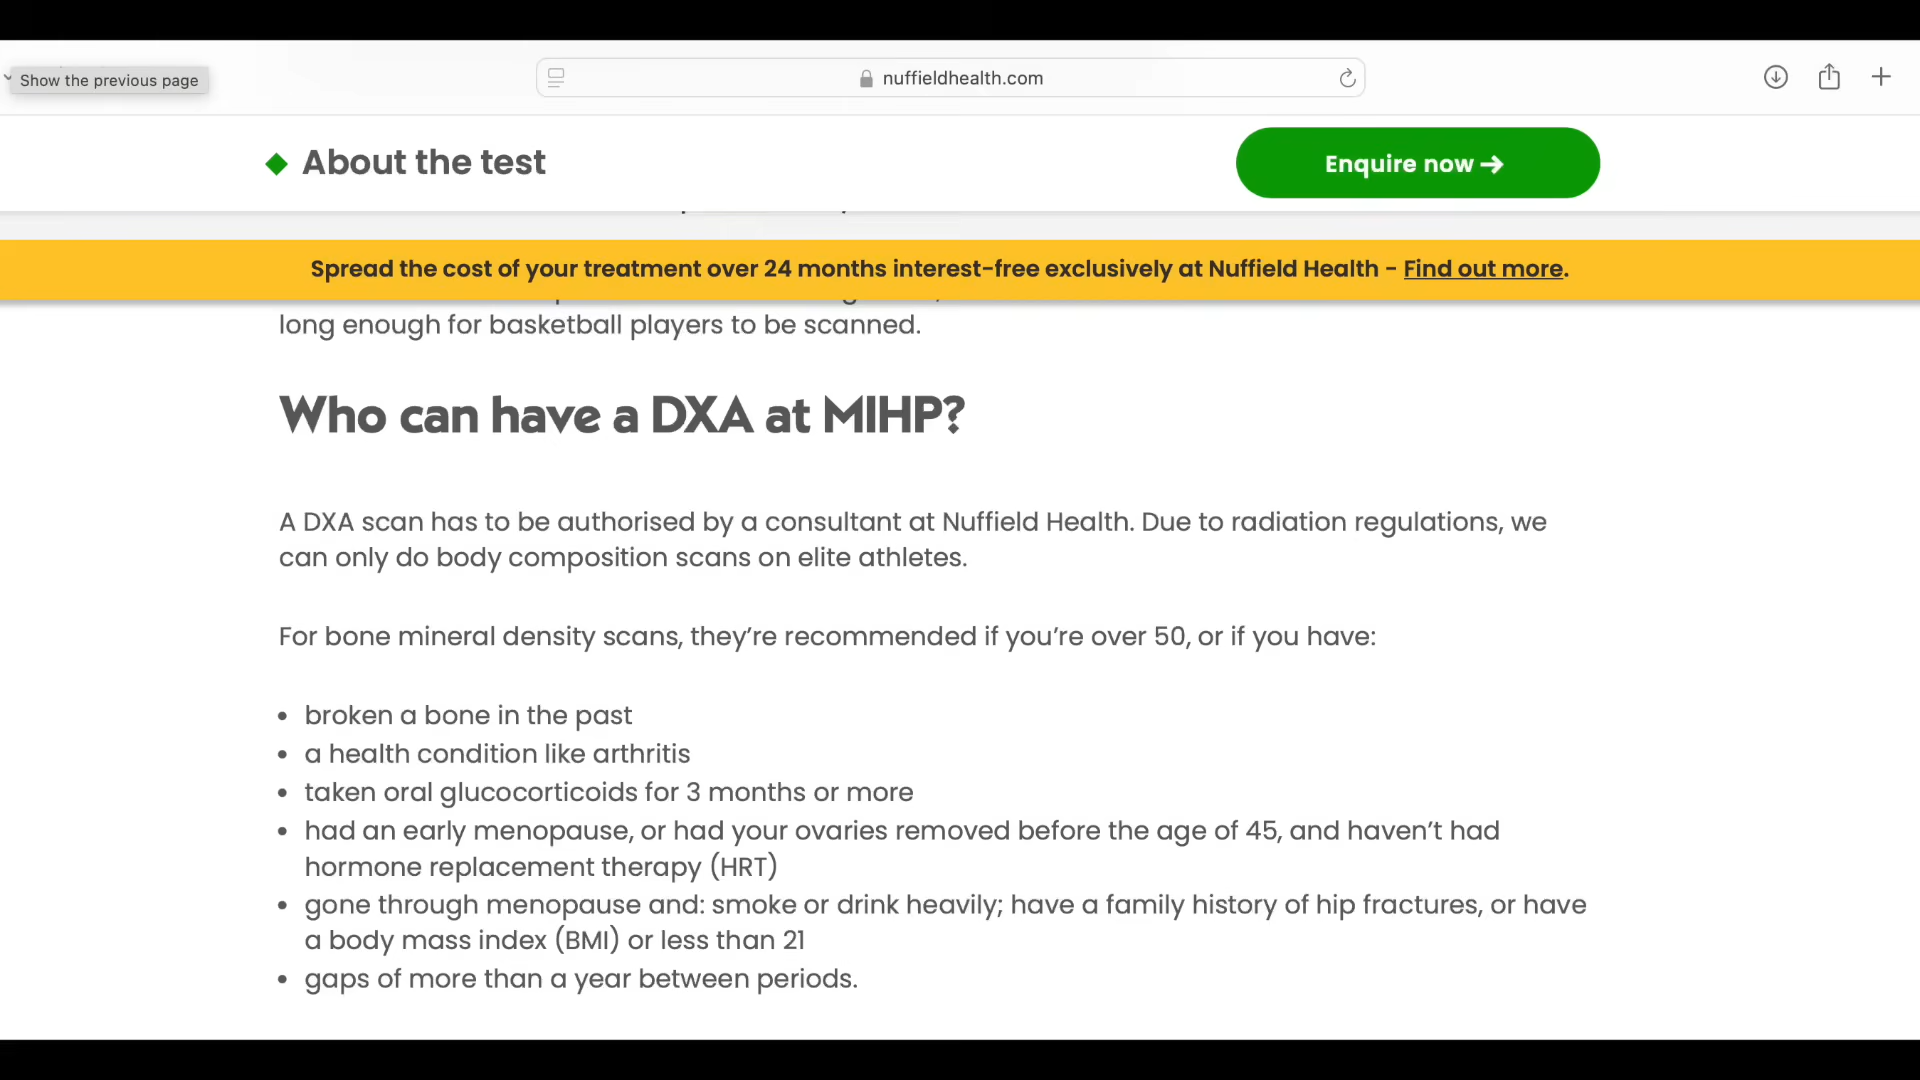 Show the previous page
nuffieldhealth.com
About the test
Enquire now →
Spread the cost of your treatment over 24 months interest-free exclusively at Nuffield Health - Find out more.
long enough for basketball players to be scanned.
Who can have a DXA at MIHP?
A DXA scan has to be authorised by a consultant at Nuffield Health. Due to radiation regulations, we
can only do body composition scans on elite athletes.
For bone mineral density scans, they're recommended if you're over 50, or if you have:
• broken a bone in the past
• a health condition like arthritis
• taken oral glucocorticoids for 3 months or more
• had an early menopause, or had your ovaries removed before the age of 45, and haven't had
hormone replacement therapy (HRT)
• gone through menopause and: smoke or drink heavily; have a family history of hip fractures, or have
a body mass index (BMI) or less than 21
• gaps of more than a year between periods.